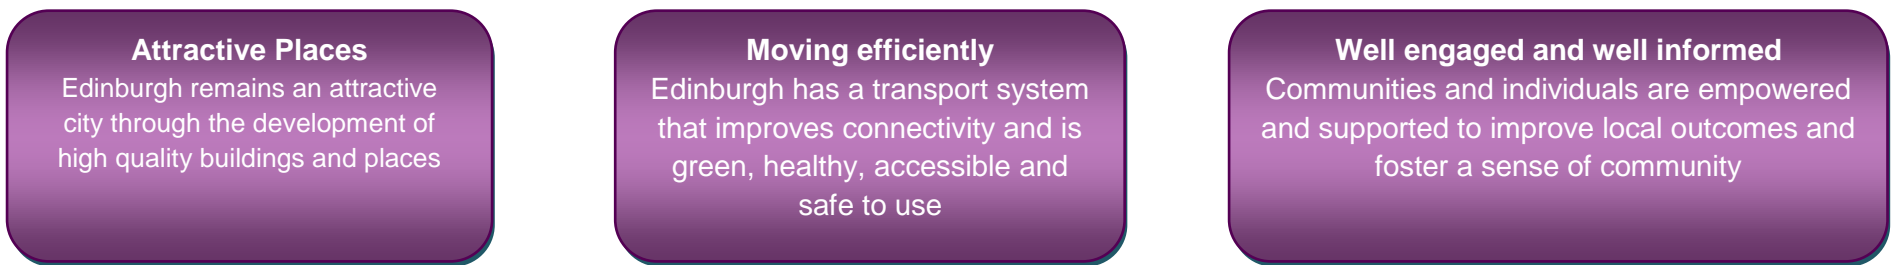 Attractive Places
Edinburgh remains an attractive
city through the development of
high quality buildings and places
Moving efficiently
Edinburgh has a transport system
that improves connectivity and is
green, healthy, accessible and
safe to use
Well engaged and well informed
Communities and individuals are empowered
and supported to improve local outcomes and
foster a sense of community